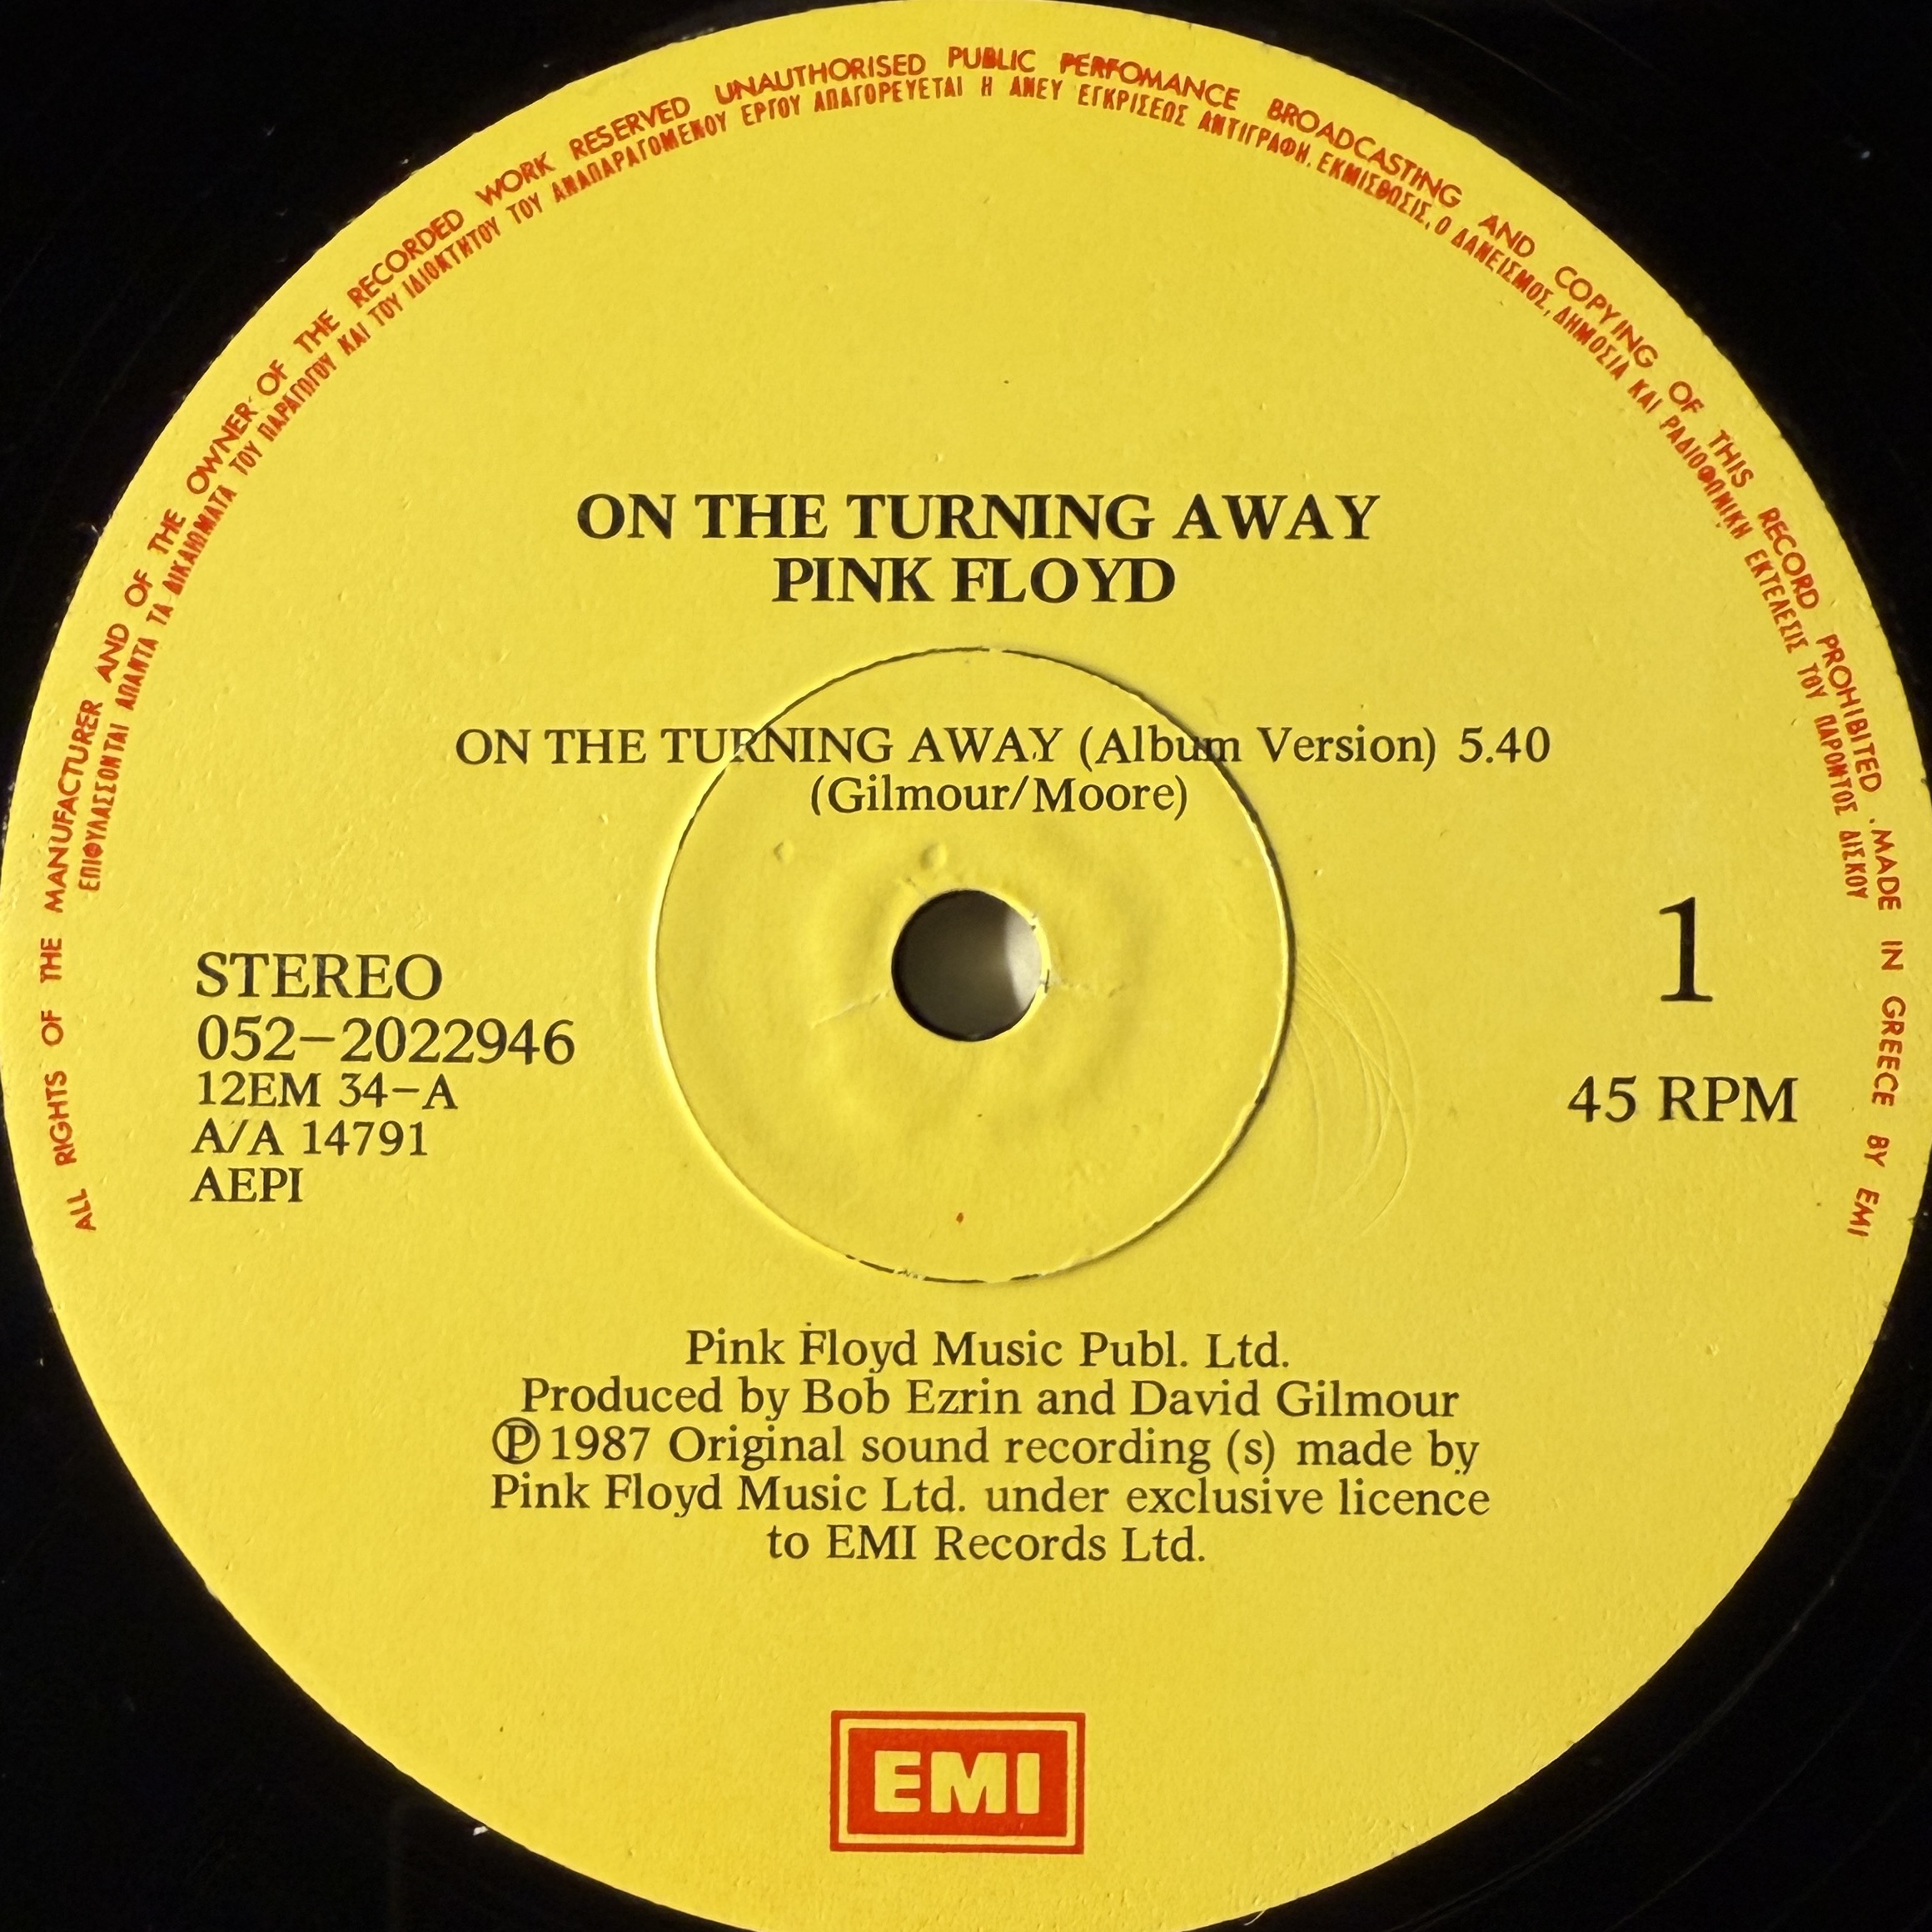 ALL RIGHTS OF THE MANUFACTURER AND OF THE OWNER OF THE RECORDED WORK RESERVED UNAUTHORISED PUBLIC PERFOMANCE BROADCASTING AND COPYING OF THIS RECORD PROHIBITED. MADE IN GREECE BY EMI
ΕΠΙΦΥΛΑΣΣΟΝΤΑΙ ΑΠΑΝΤΑ ΤΑ ΔΙΚΑΙΩΜΑΤΑ ΤΟΥ ΠΑΡΑΓΩΓΟΥ ΚΑΙ ΤΟΥ ΙΔΙΟΚΤΗΤΟΥ ΤΟΥ ΑΝΑΠΑΡΑΓΟΜΕΝΟΥ ΕΡΓΟΥ ΑΠΑΓΟΡΕΥΕΤΑΙ Η ΑΝΕΥ ΕΓΚΡΙΣΕΩΣ ΑΝΤΙΓΡΑΦΗ, ΕΚΜΙΣΘΩΣΙΣ, Ο ΔΑΝΕΙΣΜΟΣ, ΔΗΜΟΣΙΑ ΚΑΙ ΡΑΔΙΟΦΩΝΙΚΗ ΕΚΤΕΛΕΣΙΣ ΤΟΥ ΠΑΡΟΝΤΟΣ ΔΙΣΚΟΥ
ON THE TURNING AWAY
PINK FLOYD
ON THE TURNING AWAY (Album Version) 5.40
(Gilmour/Moore)
STEREO
052-2022946
12EM 34-A
A/A 14791
AEPI
1
45 RPM
Pink Floyd Music Publ. Ltd.
Produced by Bob Ezrin and David Gilmour
Ⓟ1987 Original sound recording (s) made by
Pink Floyd Music Ltd. under exclusive licence
to EMI Records Ltd.
EMI